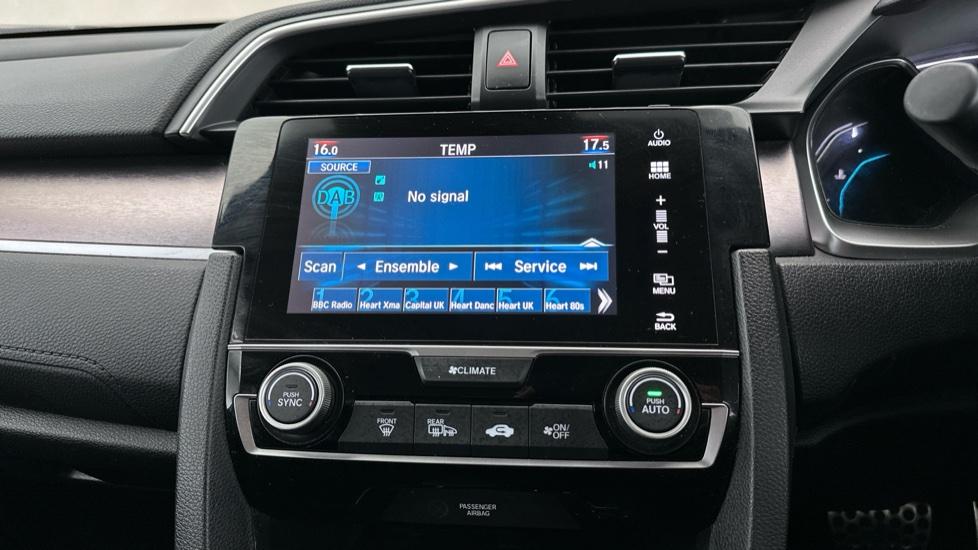 16.0 TEMP 17.5
SOURCE
11
DAB
No signal
Scan ◄ Ensemble ► Service
1 2 3 4 5 6
BBC Radio Heart Xma Capital UK Heart Danc Heart UK Heart 80s
AUDIO
HOME
+
VOL
−
MENU
BACK
CLIMATE
PUSH
SYNC
FRONT
REAR
ON/
OFF
PUSH
AUTO
PASSENGER
AIRBAG